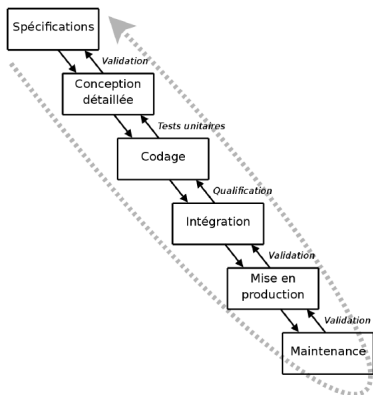 Spécifications
Validation
Conception
détaillée
Tests unitaires
Codage
Qualification
Intégration
Validation
Mise en
production
Validation
Maintenance